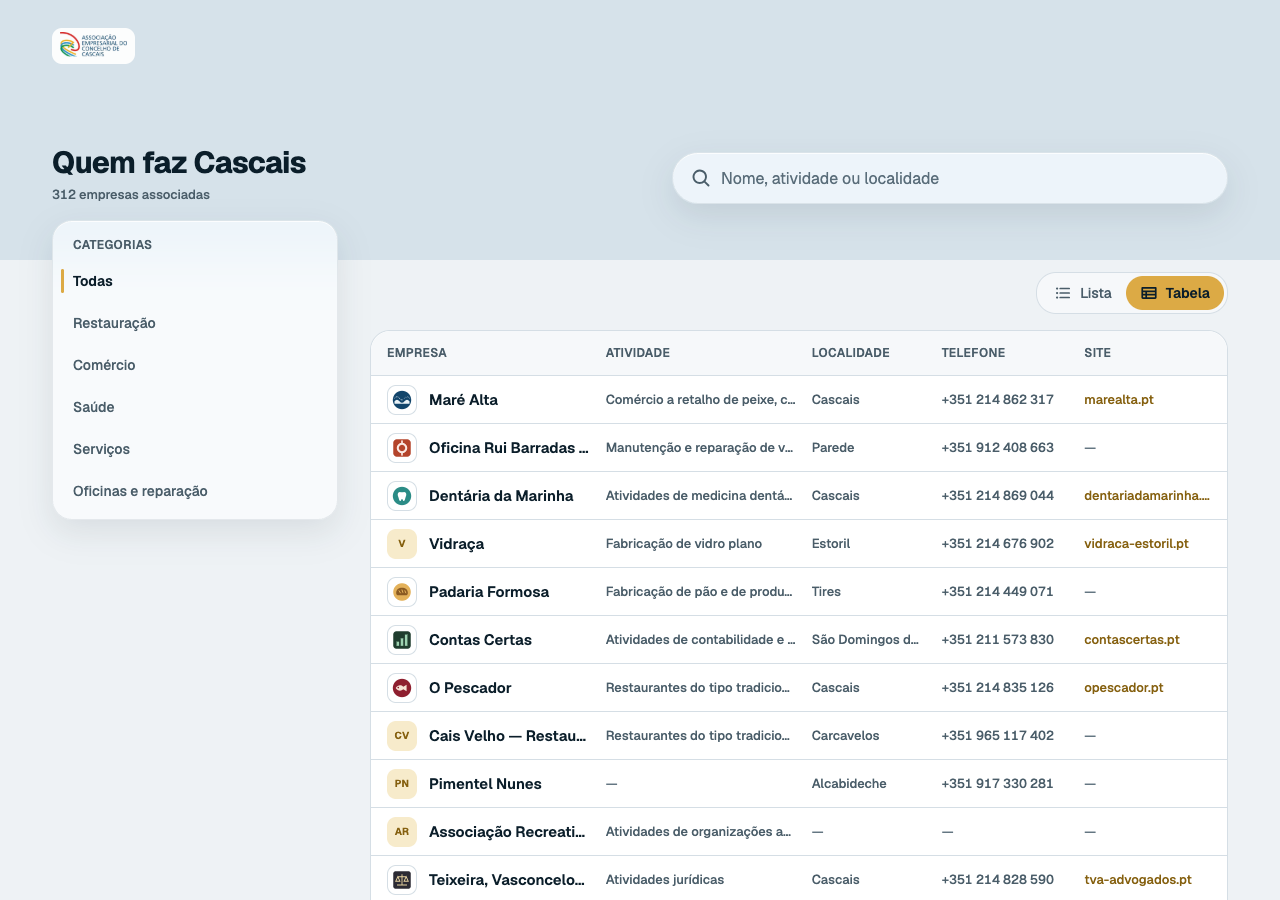 ASSOCIAÇÃO
EMPRESARIAL DO
CONCELHO DE
CASCAIS
Quem faz Cascais
312 empresas associadas
Nome, atividade ou localidade
CATEGORIAS
Todas
Restauração
Comércio
Saúde
Serviços
Oficinas e reparação
Lista
Tabela
EMPRESA ATIVIDADE LOCALIDADE TELEFONE SITE
Maré Alta Comércio a retalho de peixe, c… Cascais +351 214 862 317 marealta.pt
Oficina Rui Barradas … Manutenção e reparação de v… Parede +351 912 408 663 —
Dentária da Marinha Atividades de medicina dentá… Cascais +351 214 869 044 dentariadamarinha.…
V Vidraça Fabricação de vidro plano Estoril +351 214 676 902 vidraca-estoril.pt
Padaria Formosa Fabricação de pão e de produ… Tires +351 214 449 071 —
Contas Certas Atividades de contabilidade e … São Domingos d… +351 211 573 830 contascertas.pt
O Pescador Restaurantes do tipo tradicio… Cascais +351 214 835 126 opescador.pt
CV Cais Velho — Restau… Restaurantes do tipo tradicio… Carcavelos +351 965 117 402 —
PN Pimentel Nunes — Alcabideche +351 917 330 281 —
AR Associação Recreati… Atividades de organizações a… — — —
Teixeira, Vasconcelo… Atividades jurídicas Cascais +351 214 828 590 tva-advogados.pt